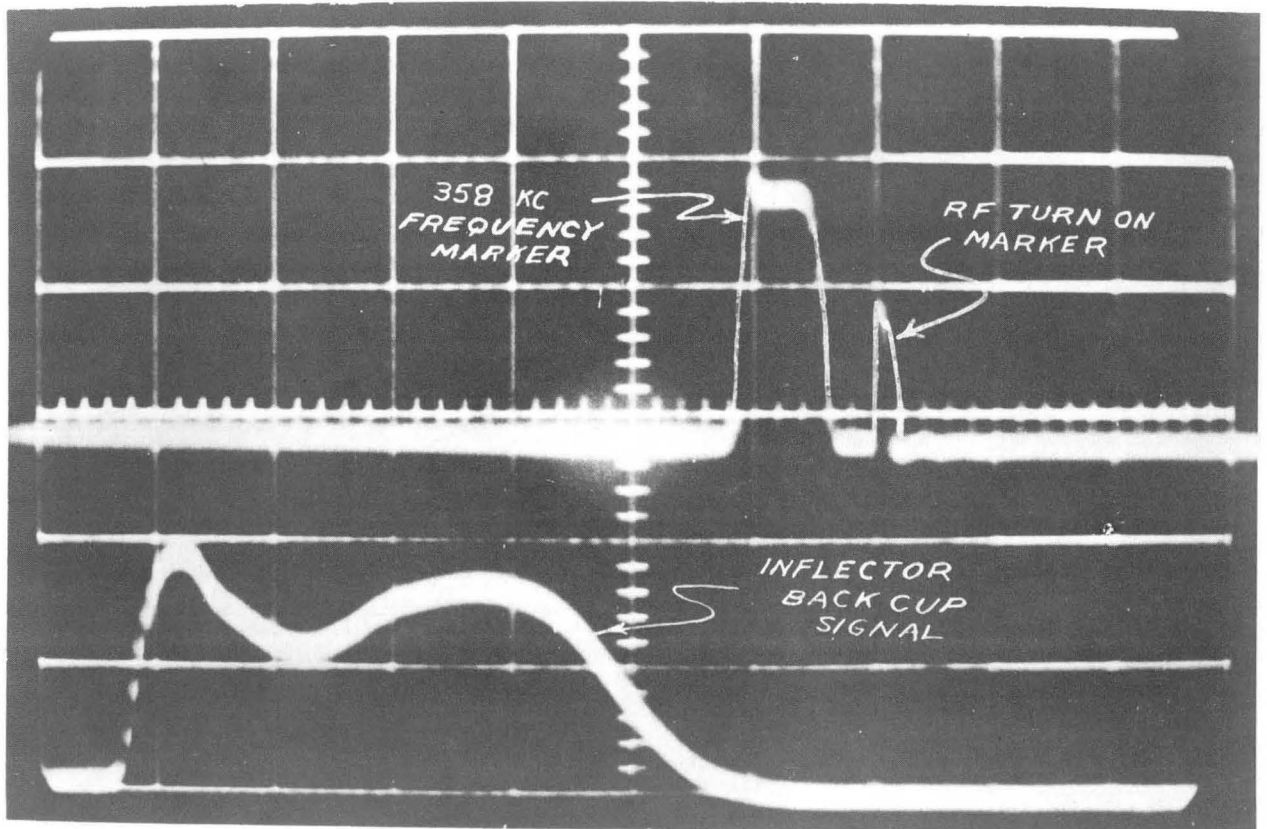 358 KC
FREQUENCY
MARKER
RF TURN ON
MARKER
INFLECTOR
BACK CUP
SIGNAL